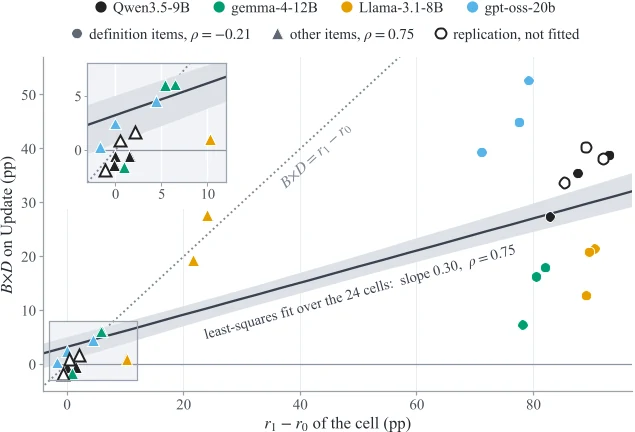 Qwen3.5-9B gemma-4-12B Llama-3.1-8B gpt-oss-20b
definition items, ρ = −0.21 other items, ρ = 0.75 replication, not fitted
B×D on Update (pp)
50
40
30
20
10
0
5
0
0 5 10
B×D = r₁ − r₀
least-squares fit over the 24 cells: slope 0.30, ρ = 0.75
0 20 40 60 80
r₁ − r₀ of the cell (pp)